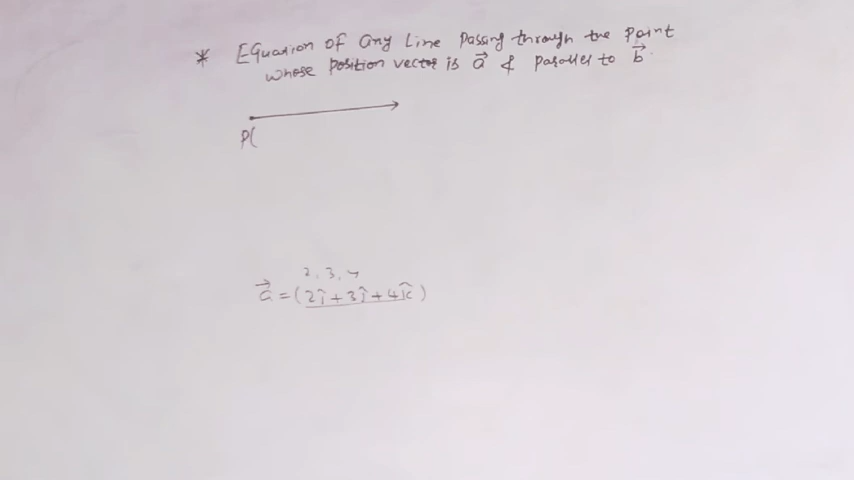 * Equation of any Line Passing through the point
whose position vector is a⃗ & parallel to b⃗.
P(
2, 3, 4
a⃗ = (2î + 3ĵ + 4k̂)